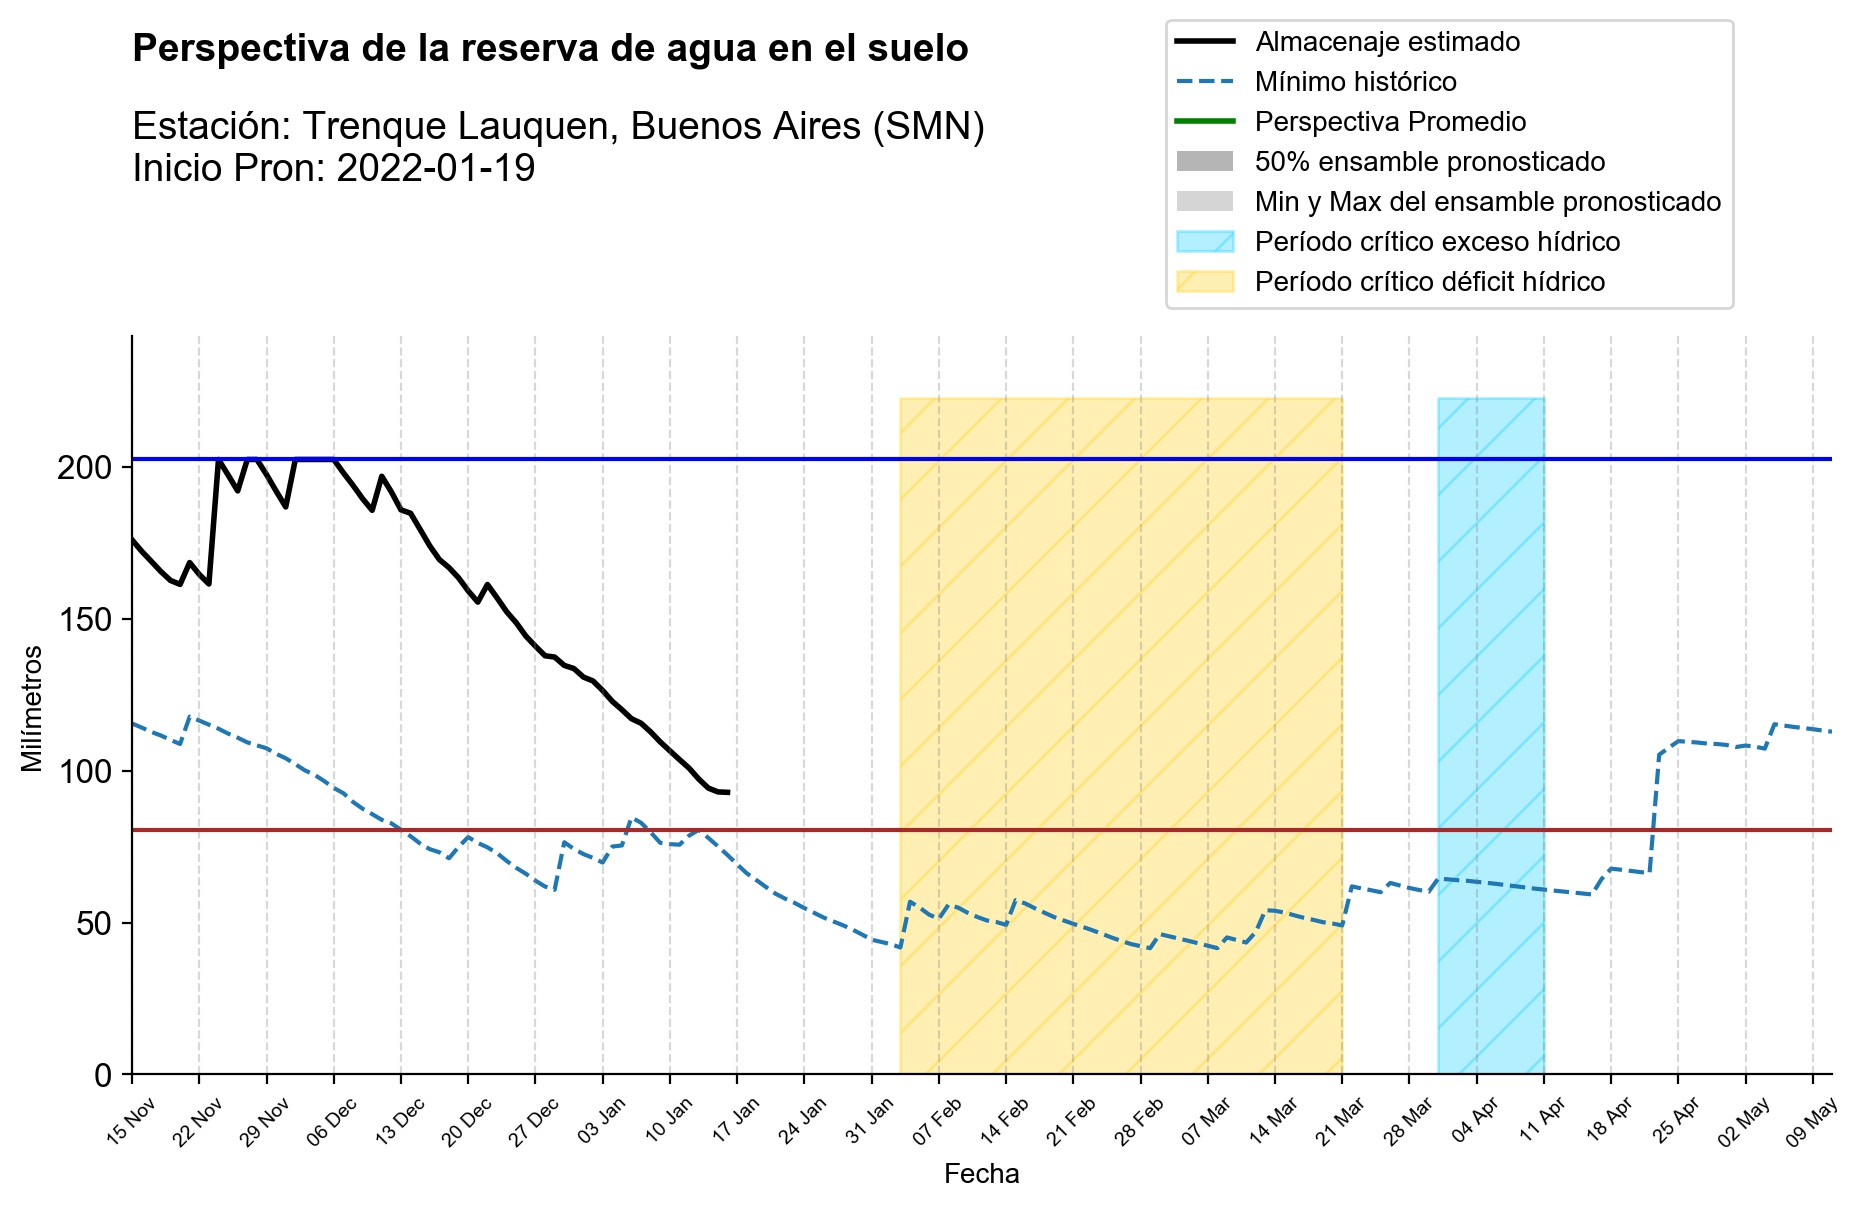 Perspectiva de la reserva de agua en el suelo
Estación: Trenque Lauquen, Buenos Aires (SMN)
Inicio Pron: 2022-01-19
Almacenaje estimado
Mínimo histórico
Perspectiva Promedio
50% ensamble pronosticado
Min y Max del ensamble pronosticado
Período crítico exceso hídrico
Período crítico déficit hídrico
Milímetros
200
150
100
50
0
15 Nov
22 Nov
29 Nov
06 Dec
13 Dec
20 Dec
27 Dec
03 Jan
10 Jan
17 Jan
24 Jan
31 Jan
07 Feb
14 Feb
21 Feb
28 Feb
07 Mar
14 Mar
21 Mar
28 Mar
04 Apr
11 Apr
18 Apr
25 Apr
02 May
09 May
Fecha